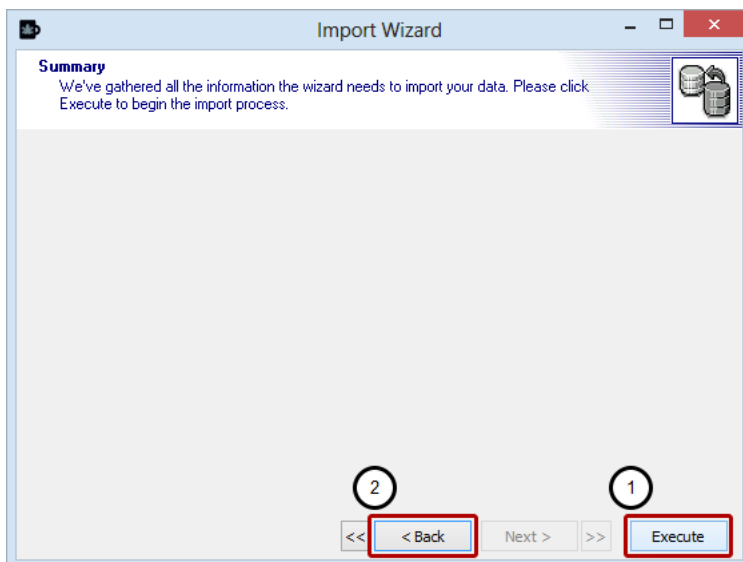 Import Wizard
Summary
We've gathered all the information the wizard needs to import your data. Please click
Execute to begin the import process.
2
1
<< < Back Next > >> Execute